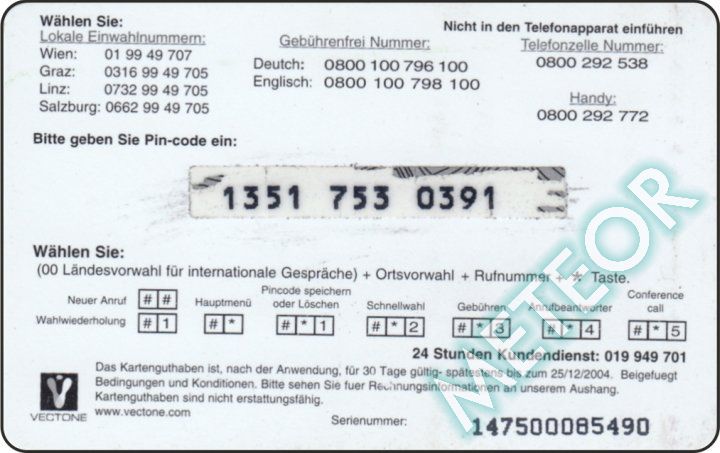 Wählen Sie:
Nicht in den Telefonapparat einführen
Lokale Einwahlnummern:
Gebührenfrei Nummer:
Telefonzelle Nummer:
Wien: 01 99 49 707
Deutch: 0800 100 796 100
0800 292 538
Graz: 0316 99 49 705
Englisch: 0800 100 798 100
Linz: 0732 99 49 705
Handy:
Salzburg: 0662 99 49 705
0800 292 772
Bitte geben Sie Pin-code ein:
1351 753 0391
Wählen Sie:
(00 Ländesvorwahl für internationale Gespräche) + Ortsvorwahl + Rufnummer + * Taste.
Neuer Anruf # #
Wahlwiederholung # 1
Hauptmenü # *
Pincode speichern
oder Löschen # * 1
Schnellwahl # * 2
Gebühren # * 3
Anrufbeantworter # * 4
Conference
call # * 5
24 Stunden Kundendienst: 019 949 701
Das Kartenguthaben ist, nach der Anwendung, für 30 Tage gültig- spätestens bis zum 25/12/2004. Beigefuegt
Bedingungen und Konditionen. Bitte sehen Sie fuer Rechnungsinformationen an unserem Aushang.
Kartenguthaben sind nicht erstattungsfähig.
VECTONE
www.vectone.com
Serienummer: 147500085490
METEOR